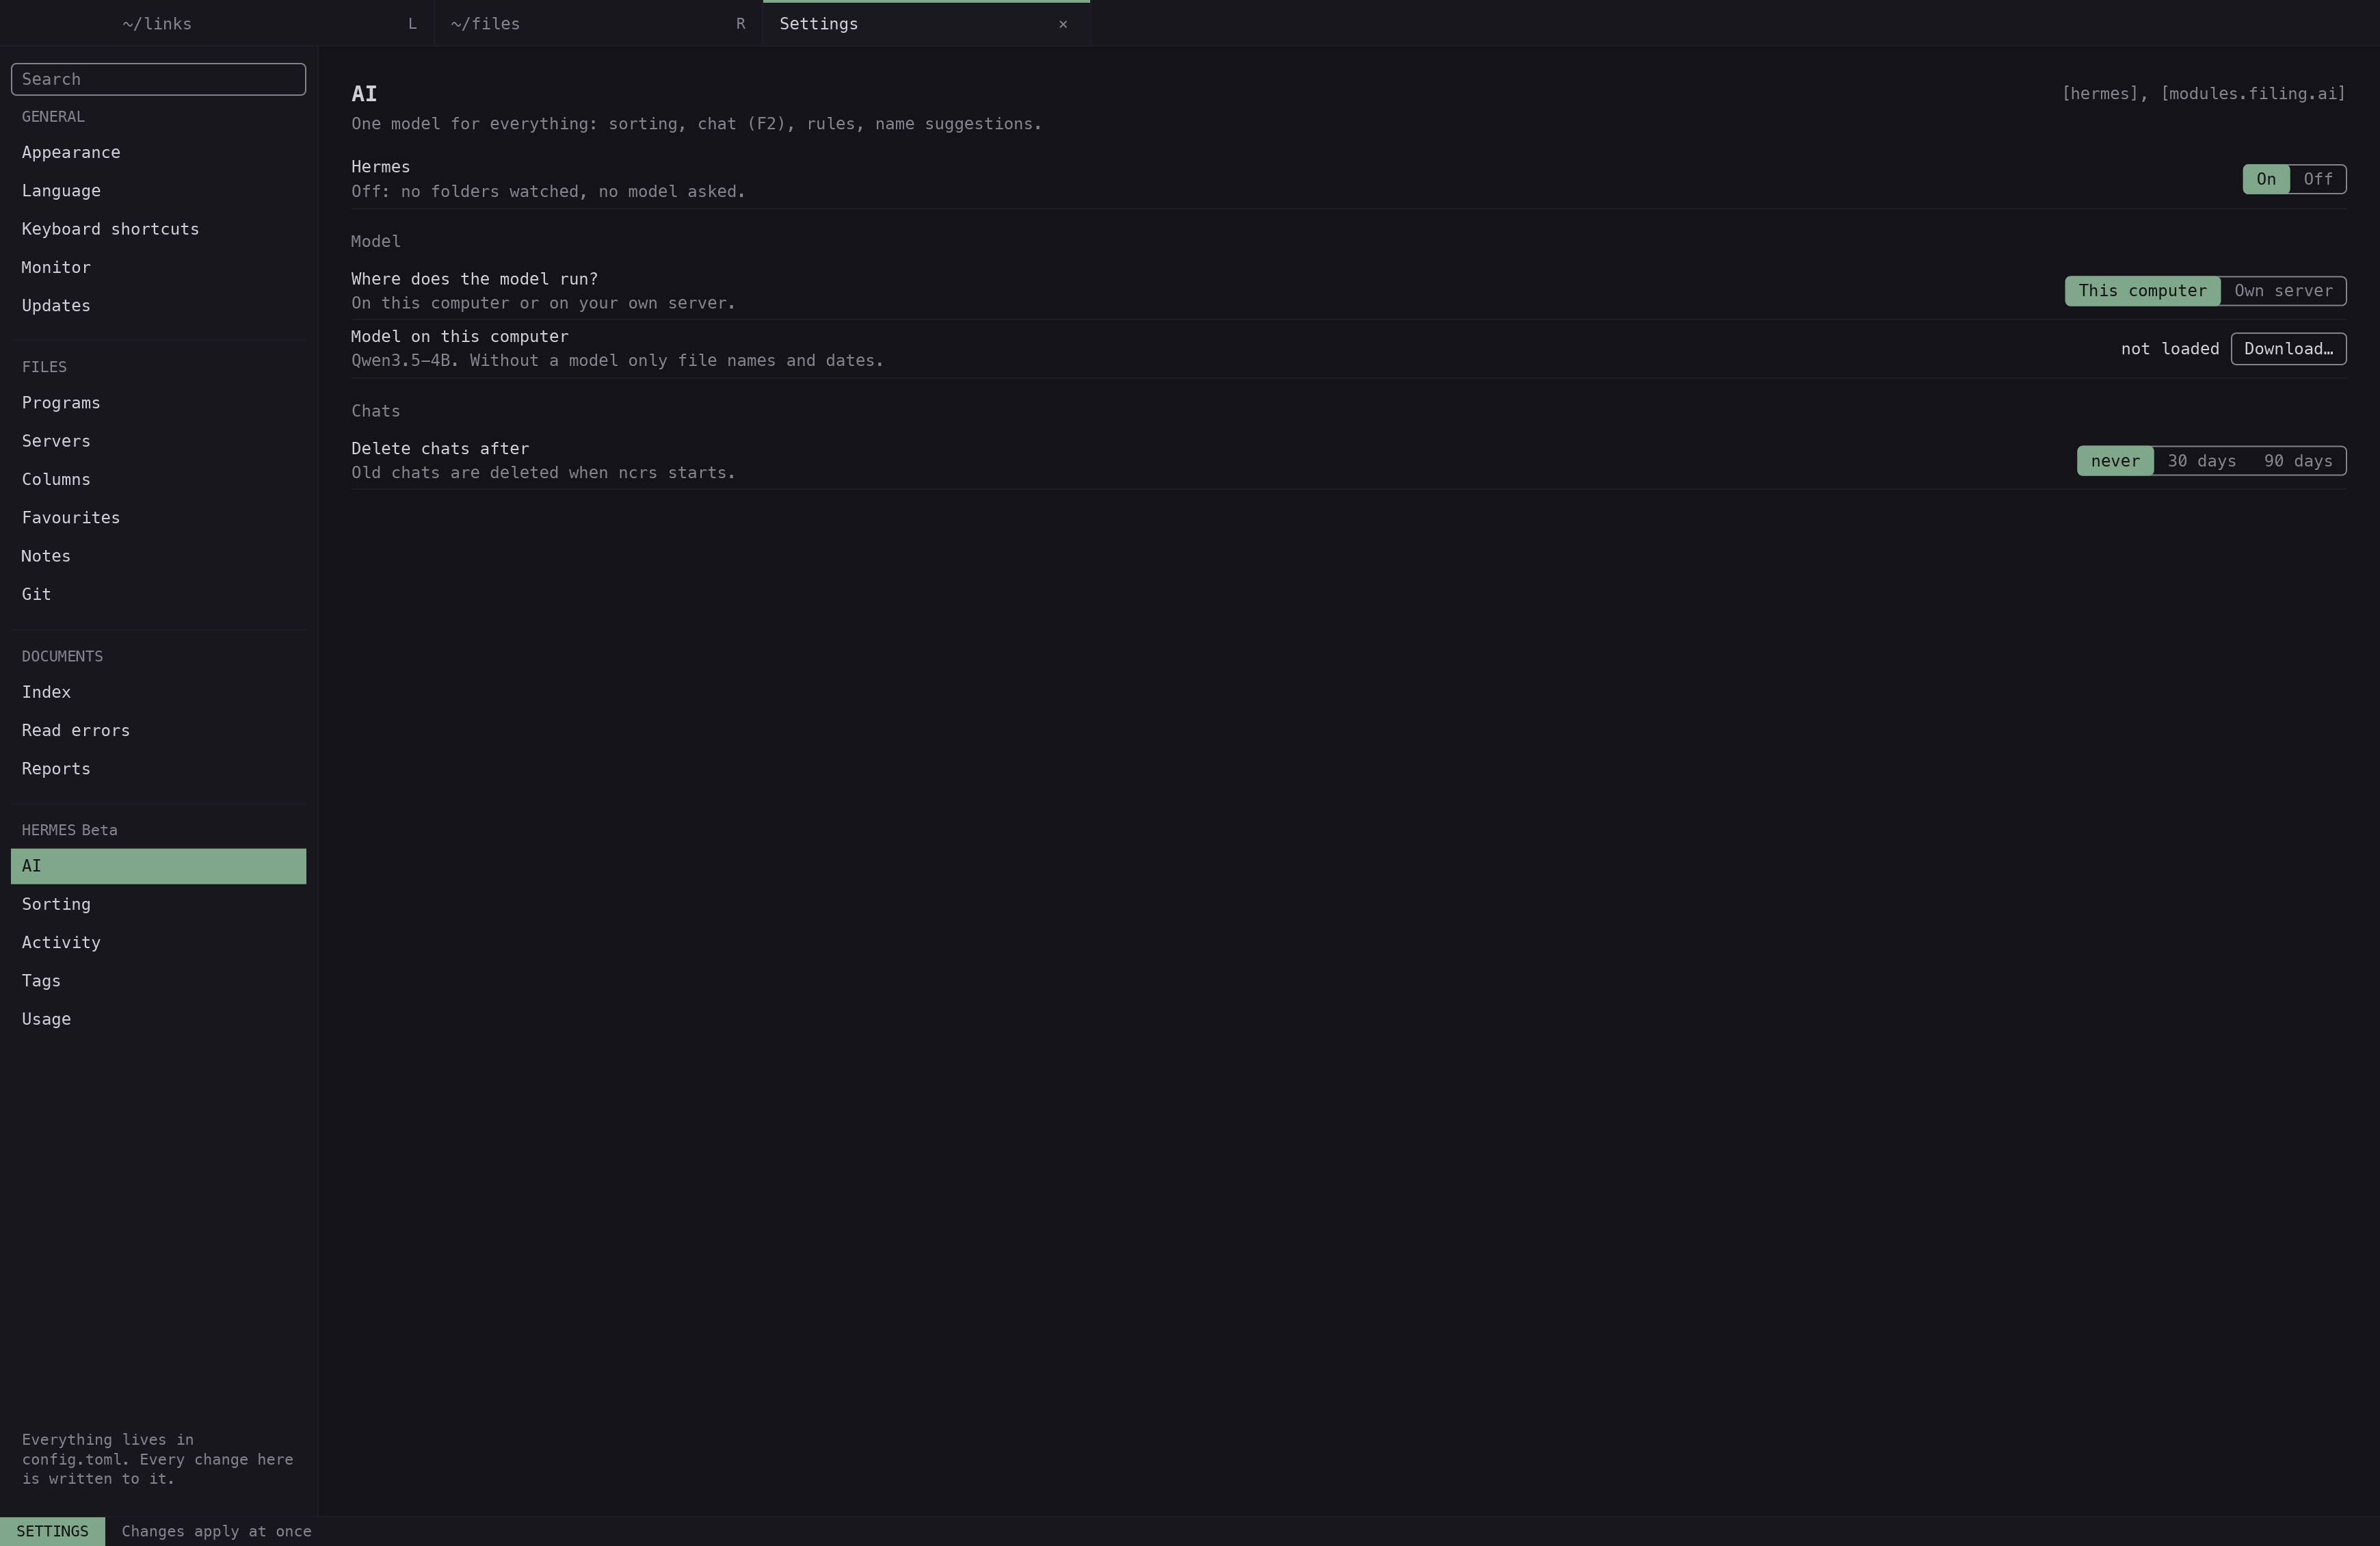 ~/links L ~/files R Settings ×
Search
GENERAL
Appearance
Language
Keyboard shortcuts
Monitor
Updates
FILES
Programs
Servers
Columns
Favourites
Notes
Git
DOCUMENTS
Index
Read errors
Reports
HERMES Beta
AI
Sorting
Activity
Tags
Usage
Everything lives in
config.toml. Every change here
is written to it.
AI [hermes], [modules.filing.ai]
One model for everything: sorting, chat (F2), rules, name suggestions.
Hermes
Off: no folders watched, no model asked.
On Off
Model
Where does the model run?
On this computer or on your own server.
This computer Own server
Model on this computer
Qwen3.5−4B. Without a model only file names and dates.
not loaded Download…
Chats
Delete chats after
Old chats are deleted when ncrs starts.
never 30 days 90 days
SETTINGS Changes apply at once